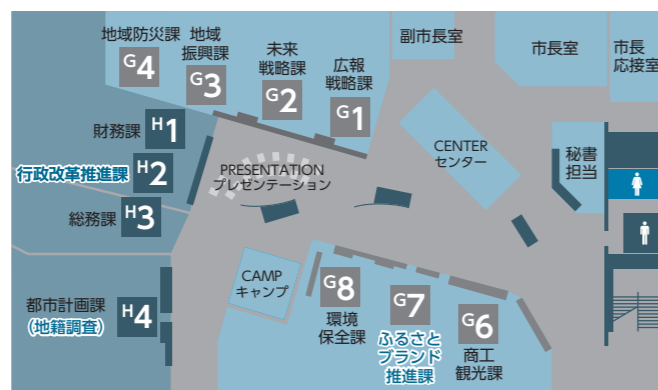 地域防災課
G4
地域
振興課
G3
未来
戦略課
G2
広報
戦略課
G1
副市長室
市長室
市長
応接室
財務課
H1
行政改革推進課
H2
総務課
H3
都市計画課
(地籍調査)
H4
PRESENTATION
プレゼンテーション
CENTER
センター
秘書
担当
CAMP
キャンプ
G8
環境
保全課
G7
ふるさと
ブランド
推進課
G6
商工
観光課